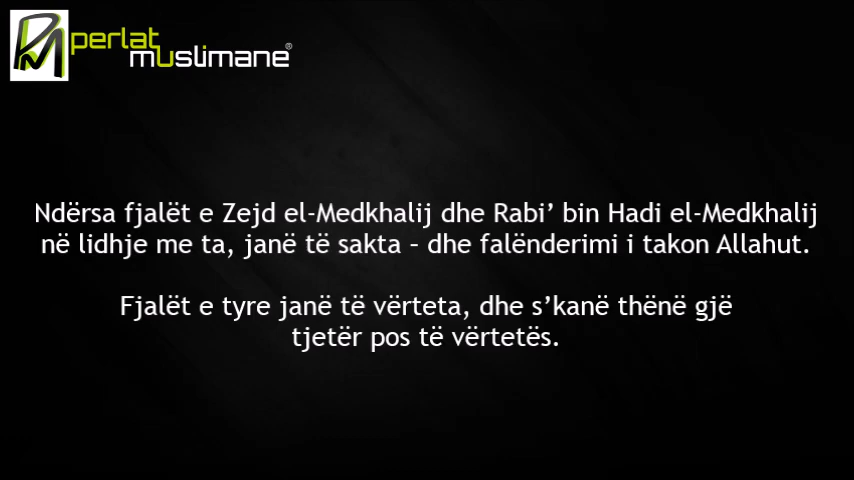 perlat
muslimane®
Ndërsa fjalët e Zejd el-Medkhalij dhe Rabi’ bin Hadi el-Medkhalij
në lidhje me ta, janë të sakta – dhe falënderimi i takon Allahut.
Fjalët e tyre janë të vërteta, dhe s’kanë thënë gjë
tjetër pos të vërtetës.